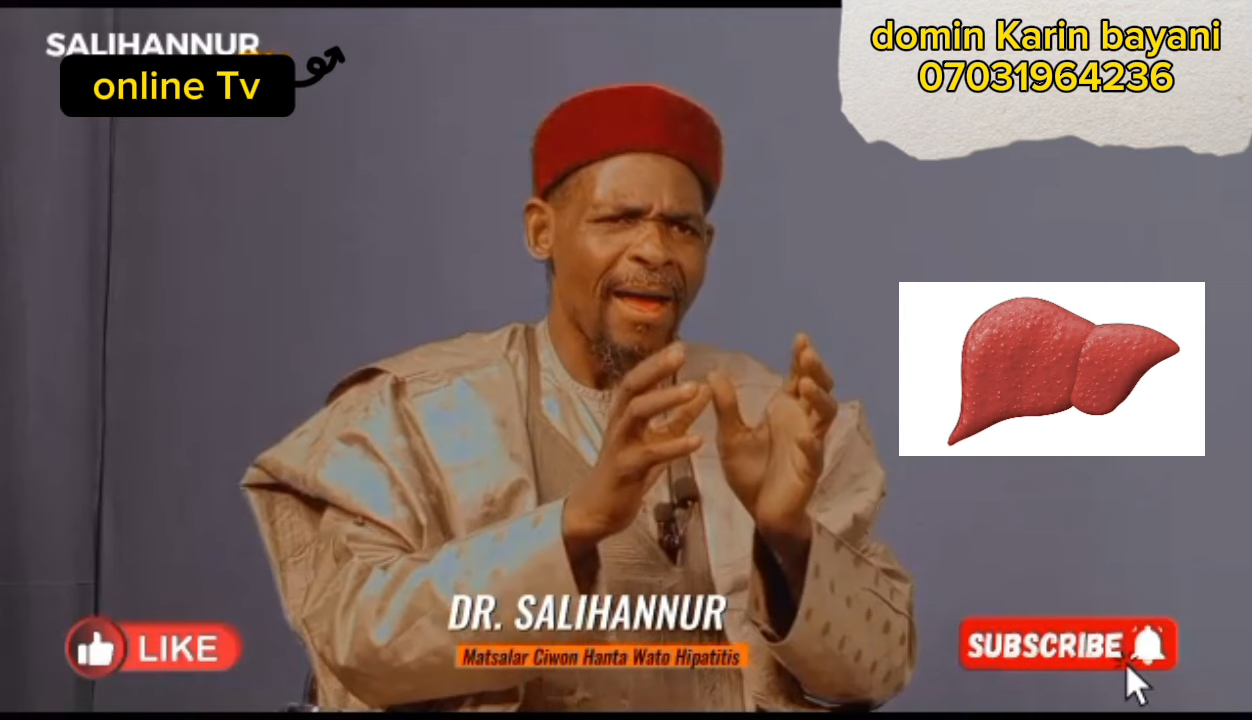 SALIHANNUR
online Tv
domin Karin bayani
07031964236
DR. SALIHANNUR
Matsalar Ciwon Hanta Wato Hipatitis
LIKE
SUBSCRIBE